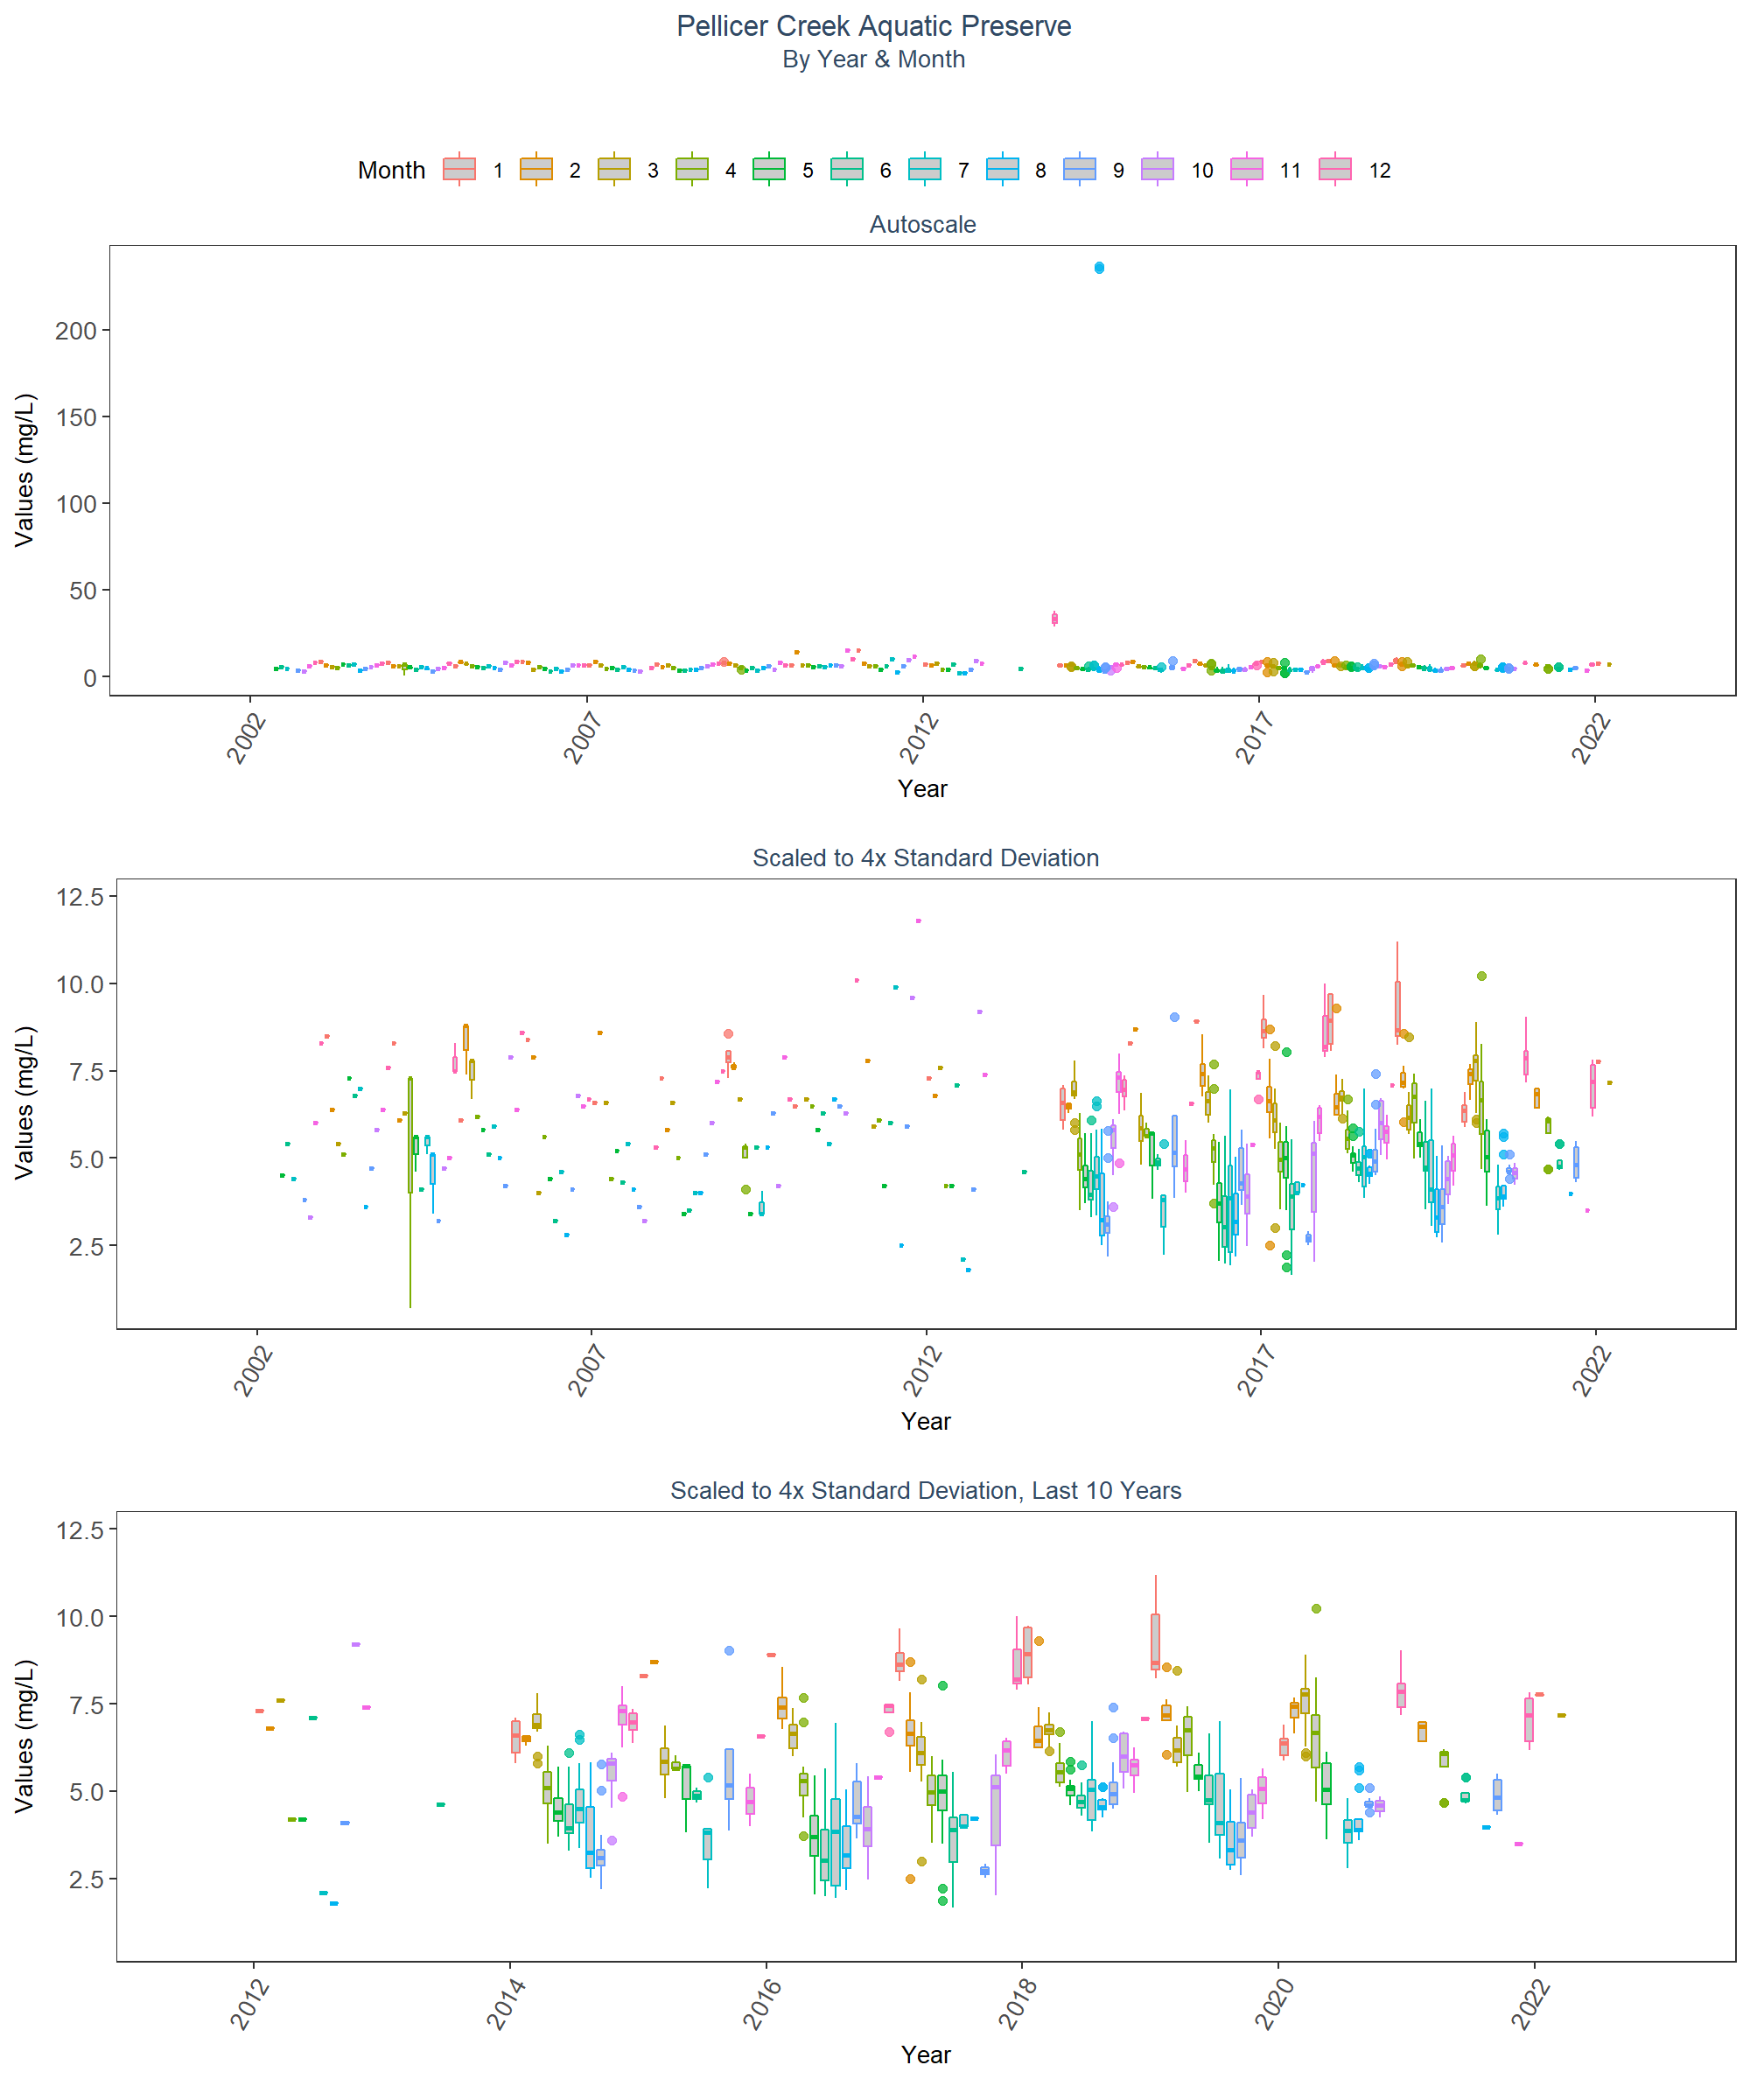 Pellicer Creek Aquatic Preserve
By Year & Month
Month 1 2 3 4 5 6 7 8 9 10 11 12
Autoscale
Values (mg/L)
200
150
100
50
0
2002 2007 2012 2017 2022
Year
Scaled to 4x Standard Deviation
Values (mg/L)
12.5
10.0
7.5
5.0
2.5
2002 2007 2012 2017 2022
Year
Scaled to 4x Standard Deviation, Last 10 Years
Values (mg/L)
12.5
10.0
7.5
5.0
2.5
2012 2014 2016 2018 2020 2022
Year